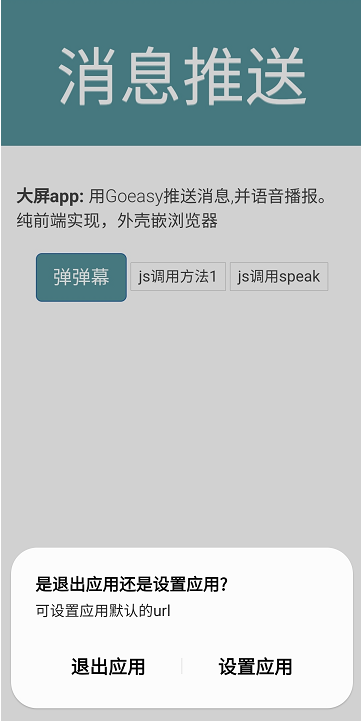 消息推送
大屏app: 用Goeasy推送消息,并语音播报。
纯前端实现，外壳嵌浏览器
弹弹幕 js调用方法1 js调用speak
是退出应用还是设置应用?
可设置应用默认的url
退出应用 设置应用